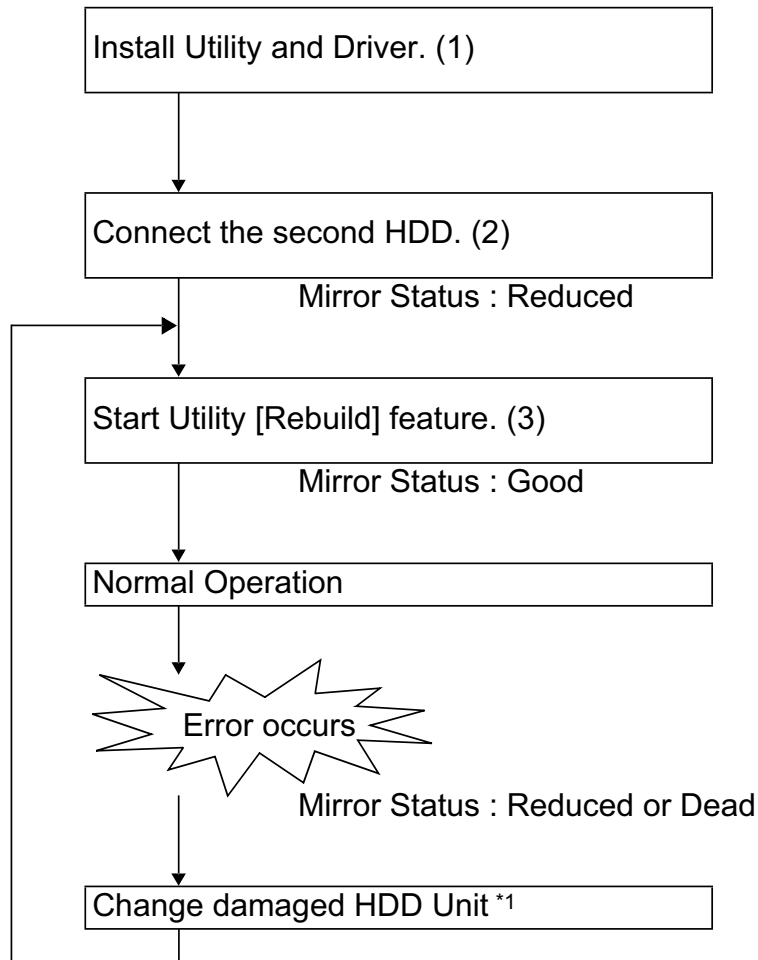 Install Utility and Driver. (1)
Connect the second HDD. (2)
Mirror Status : Reduced
Start Utility [Rebuild] feature. (3)
Mirror Status : Good
Normal Operation
Error occurs
Mirror Status : Reduced or Dead
Change damaged HDD Unit *1